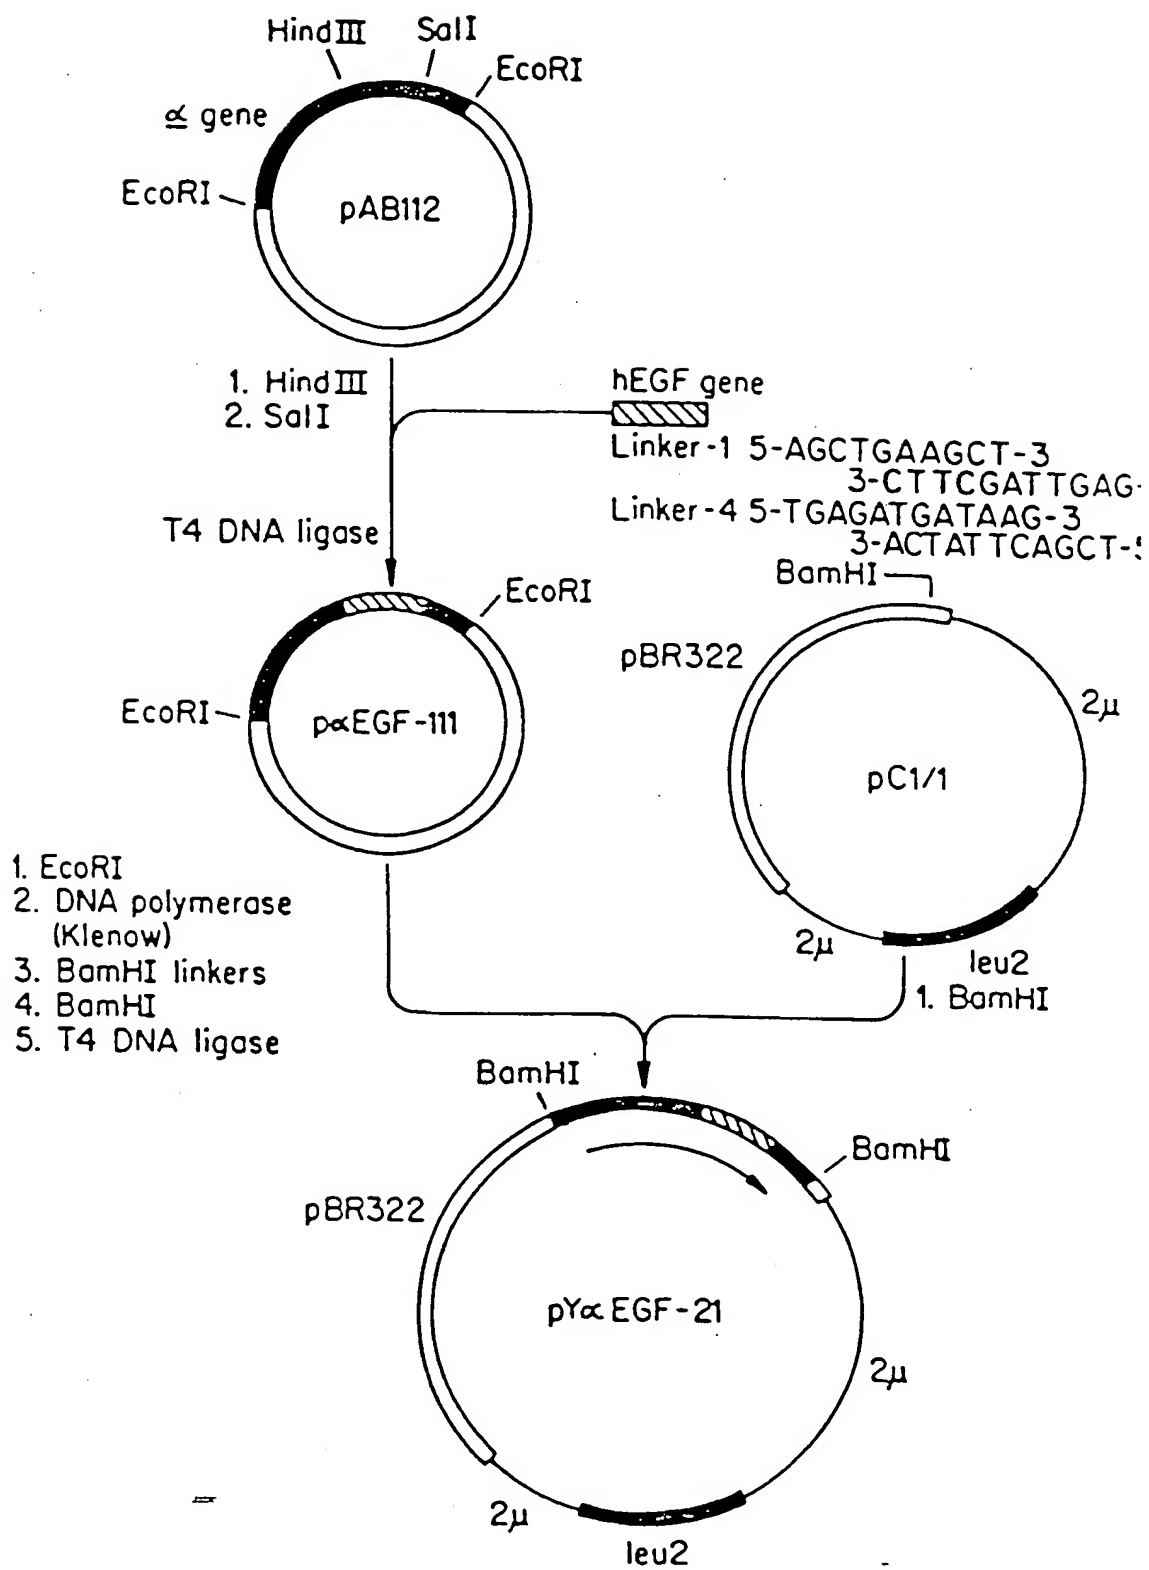 HindIII
SalI
EcoRI
α gene
EcoRI
pAB112
1. HindIII
2. SalI
hEGF gene
Linker-1 5-AGCTGAAGCT-3
3-CTTCGATTGAG-
Linker-4 5-TGAGATGATAAG-3
3-ACTATTCAGCT-
T4 DNA ligase
BamHI
EcoRI
pBR322
2μ
EcoRI
pαEGF-111
pC1/1
1. EcoRI
2. DNA polymerase
(Klenow)
3. BamHI linkers
4. BamHI
5. T4 DNA ligase
2μ
leu2
1. BamHI
BamHI
BamHI
pBR322
pYαEGF-21
2μ
2μ
leu2